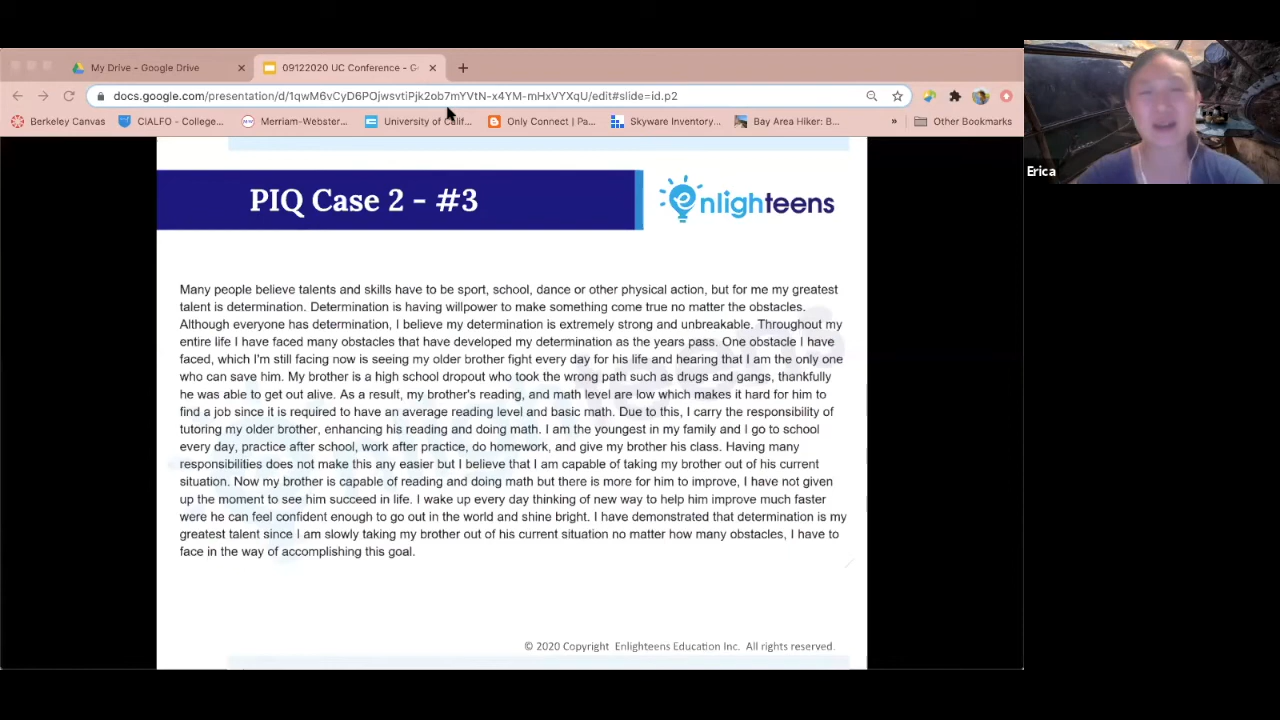 My Drive - Google Drive
09122020 UC Conference - G
docs.google.com/presentation/d/1qwM6vCyD6POjwsvtiPjk2ob7mYVtN-x4YM-mHxVYXqU/edit#slide=id.p2
Berkeley Canvas
CIALFO - College...
Merriam-Webster...
University of Calif...
Only Connect | Pa...
Skyware Inventory...
Bay Area Hiker: B...
» Other Bookmarks
Erica
PIQ Case 2 - #3
enlighteens
Many people believe talents and skills have to be sport, school, dance or other physical action, but for me my greatest
talent is determination. Determination is having willpower to make something come true no matter the obstacles.
Although everyone has determination, I believe my determination is extremely strong and unbreakable. Throughout my
entire life I have faced many obstacles that have developed my determination as the years pass. One obstacle I have
faced, which I'm still facing now is seeing my older brother fight every day for his life and hearing that I am the only one
who can save him. My brother is a high school dropout who took the wrong path such as drugs and gangs, thankfully
he was able to get out alive. As a result, my brother's reading, and math level are low which makes it hard for him to
find a job since it is required to have an average reading level and basic math. Due to this, I carry the responsibility of
tutoring my older brother, enhancing his reading and doing math. I am the youngest in my family and I go to school
every day, practice after school, work after practice, do homework, and give my brother his class. Having many
responsibilities does not make this any easier but I believe that I am capable of taking my brother out of his current
situation. Now my brother is capable of reading and doing math but there is more for him to improve, I have not given
up the moment to see him succeed in life. I wake up every day thinking of new way to help him improve much faster
were he can feel confident enough to go out in the world and shine bright. I have demonstrated that determination is my
greatest talent since I am slowly taking my brother out of his current situation no matter how many obstacles, I have to
face in the way of accomplishing this goal.
© 2020 Copyright Enlighteens Education Inc. All rights reserved.